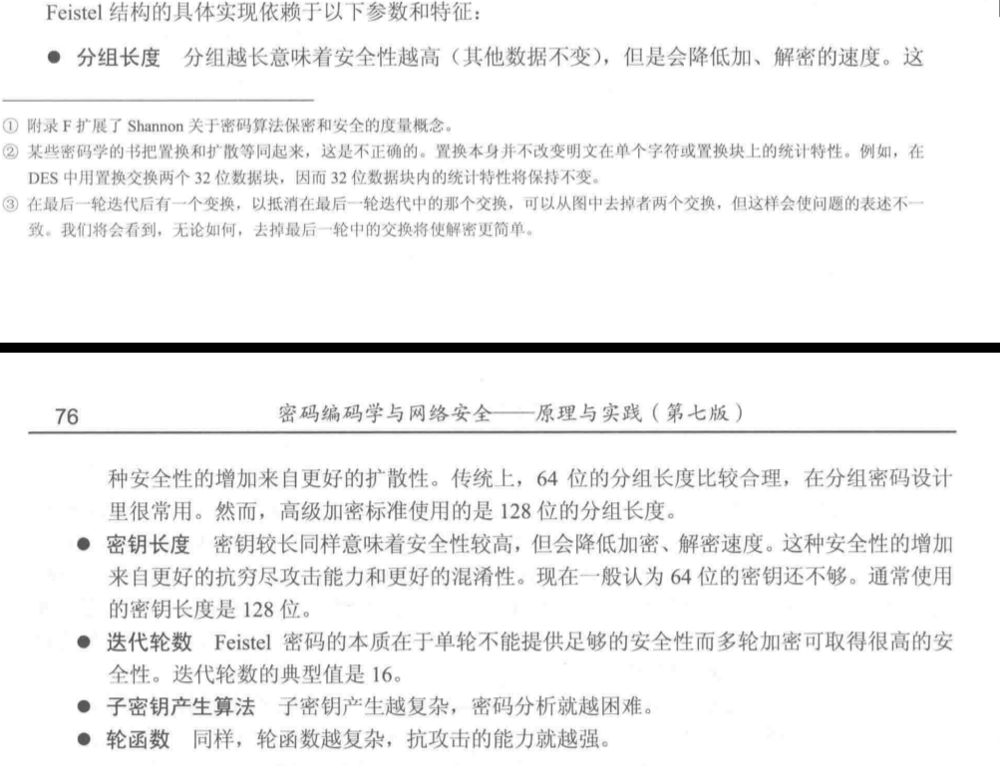 Feistel 结构的具体实现依赖于以下参数和特征：
● 分组长度 分组越长意味着安全性越高（其他数据不变），但是会降低加、解密的速度。这
① 附录 F 扩展了 Shannon 关于密码算法保密和安全的度量概念。
② 某些密码学的书把置换和扩散等同起来，这是不正确的。置换本身并不改变明文在单个字符或置换块上的统计特性。例如，在
DES 中用置换交换两个 32 位数据块，因而 32 位数据块内的统计特性将保持不变。
③ 在最后一轮迭代后有一个变换，以抵消在最后一轮迭代中的那个交换，可以从图中去掉者两个交换，但这样会使问题的表述不一
致。我们将会看到，无论如何，去掉最后一轮中的交换将使解密更简单。
76 密码编码学与网络安全——原理与实践（第七版）
种安全性的增加来自更好的扩散性。传统上，64 位的分组长度比较合理，在分组密码设计
里很常用。然而，高级加密标准使用的是 128 位的分组长度。
● 密钥长度 密钥较长同样意味着安全性较高，但会降低加密、解密速度。这种安全性的增加
来自更好的抗穷尽攻击能力和更好的混淆性。现在一般认为 64 位的密钥还不够。通常使用
的密钥长度是 128 位。
● 迭代轮数 Feistel 密码的本质在于单轮不能提供足够的安全性而多轮加密可取得很高的安
全性。迭代轮数的典型值是 16。
● 子密钥产生算法 子密钥产生越复杂，密码分析就越困难。
● 轮函数 同样，轮函数越复杂，抗攻击的能力就越强。